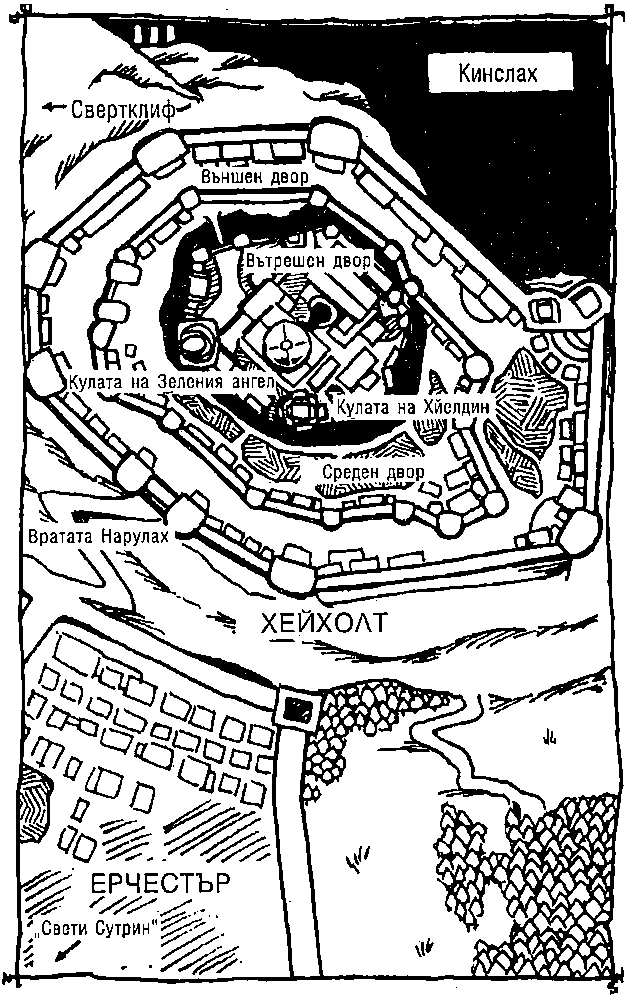 Кинслах
Свертклиф
Външен двор
Вътрешен двор
Кулата на Зеления ангел
Кулата на Хйелдин
Среден двор
Вратата Нарулах
ХЕЙХОЛТ
ЕРЧЕСТЪР
„Свети Сутрин“